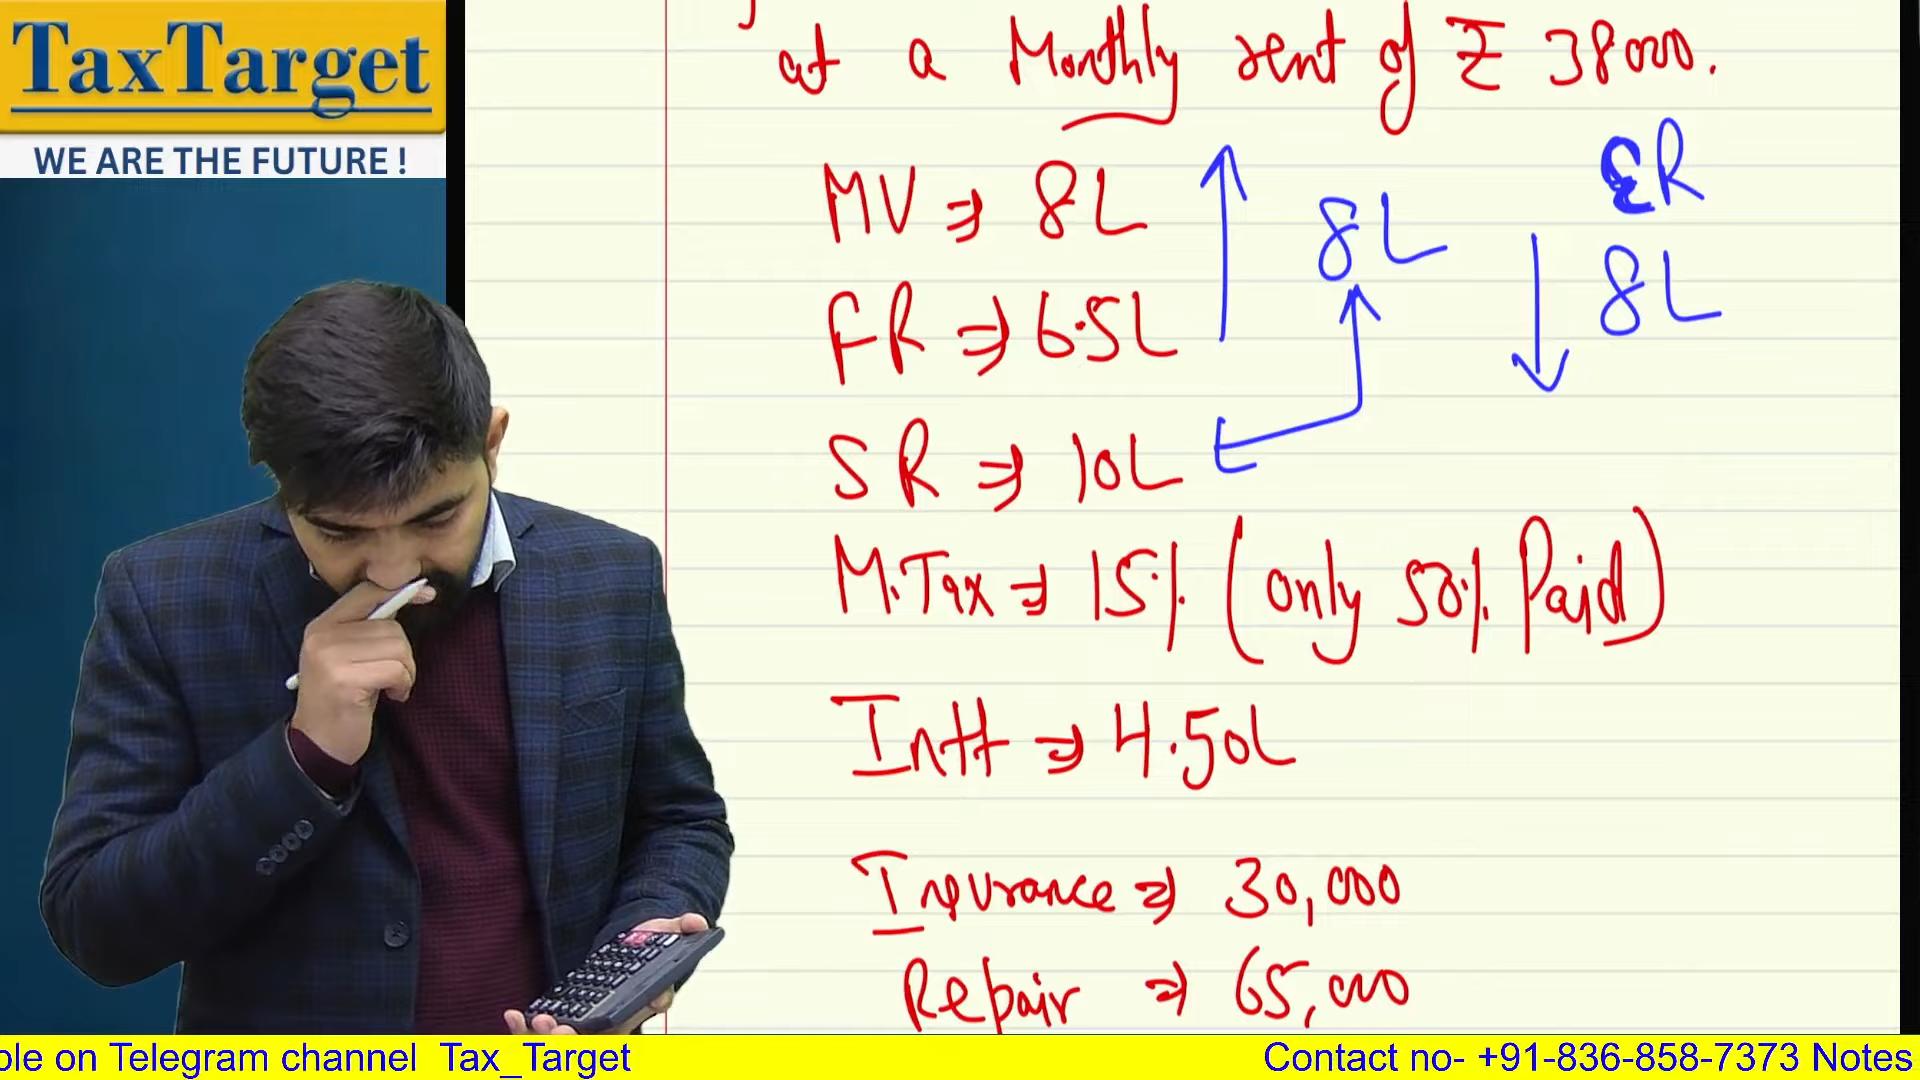 TaxTarget
WE ARE THE FUTURE !
at a Monthly rent of ₹ 38000.
MV ⇒ 8L
8L
ER
8L
FR ⇒ 6.5L
SR ⇒ 10L
M.Tax ⇒ 15% (only 50% Paid)
Intt ⇒ 4.50L
Insurance ⇒ 30,000
Repair ⇒ 65,000
ble on Telegram channel Tax_Target
Contact no- +91-836-858-7373 Notes